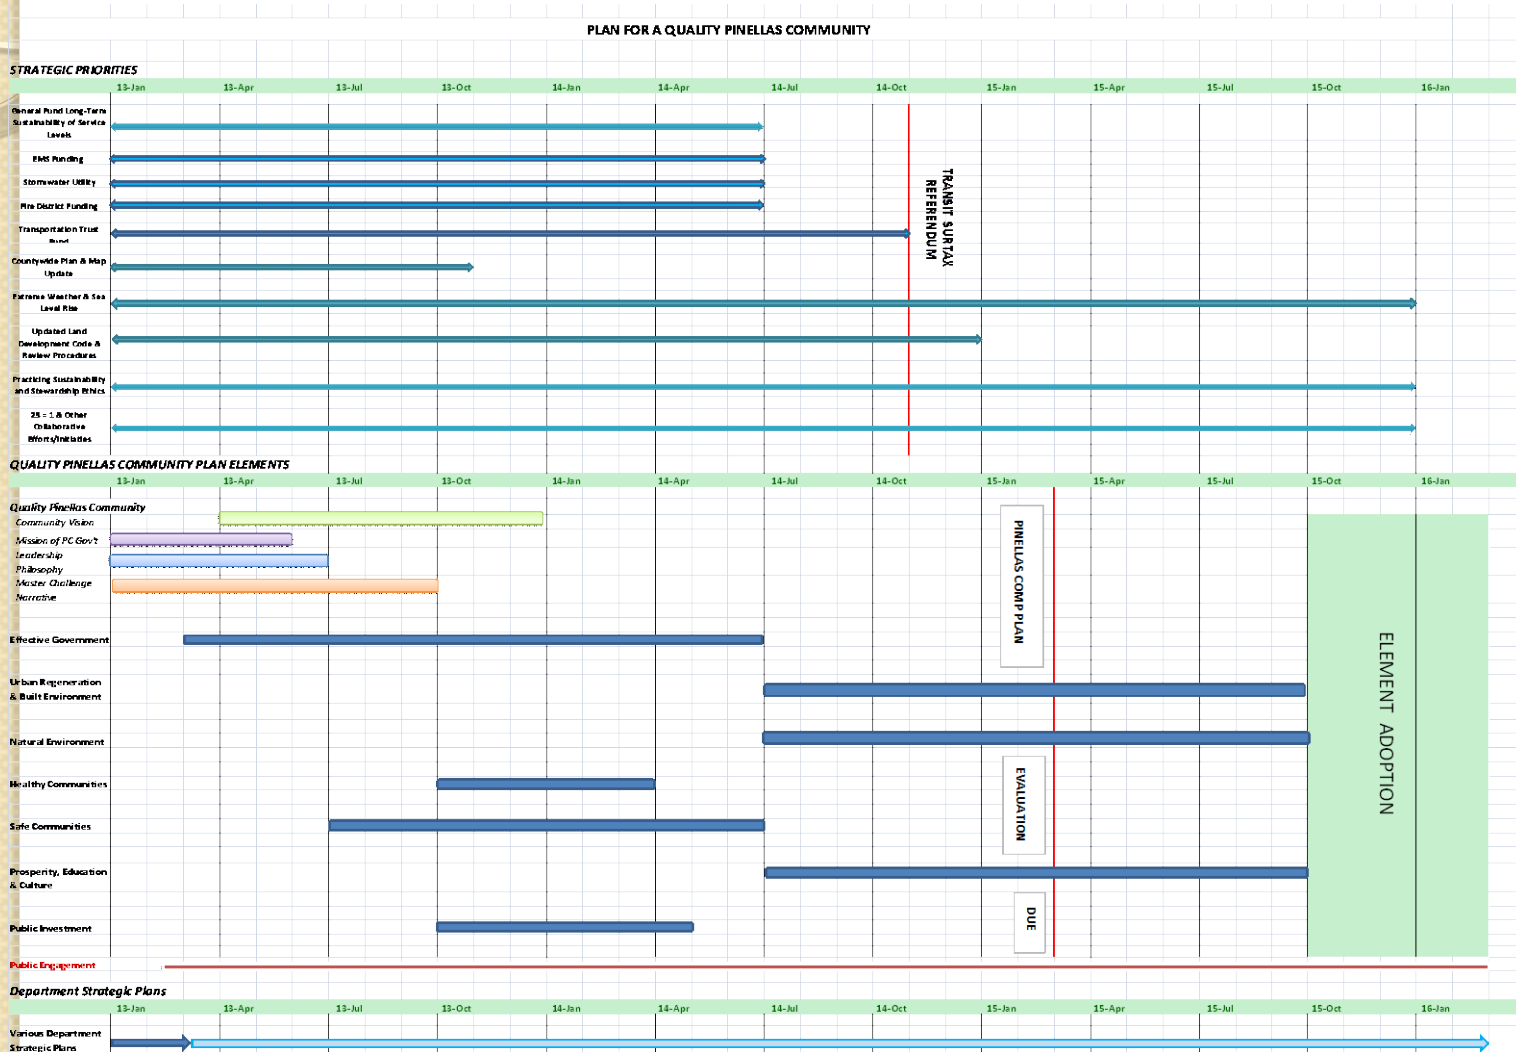 PLAN FOR A QUALITY PINELLAS COMMUNITY
STRATEGIC PRIORITIES
13-Jan 13-Apr 13-Jul 13-Oct 14-Jan 14-Apr 14-Jul 14-Oct 15-Jan 15-Apr 15-Jul 15-Oct 16-Jan
General Fund Long-Term
Sustainability of Service
Levels
EMS Funding
Stormwater Utility
Fire District Funding
Transportation Trust
Fund
Countywide Plan & Map
Update
Extreme Weather & Sea
Level Rise
Updated Land
Development Code &
Review Procedures
Practicing Sustainability
and Stewardship Ethics
25 = 1 & Other
Collaborative
Efforts/Initiaties
TRANSIT SURTAX
REFERENDUM
QUALITY PINELLAS COMMUNITY PLAN ELEMENTS
13-Jan 13-Apr 13-Jul 13-Oct 14-Jan 14-Apr 14-Jul 14-Oct 15-Jan 15-Apr 15-Jul 15-Oct 16-Jan
Quality Pinellas Community
Community Vision
Mission of PC Gov't
Leadership
Philosophy
Master Challenge
Narrative
Effective Government
Urban Regeneration
& Built Environment
Natural Environment
Healthy Communities
Safe Communities
Prosperity, Education
& Culture
Public Investment
PINELLAS COMP PLAN
EVALUATION
DUE
ELEMENT ADOPTION
Public Engagement
Department Strategic Plans
13-Jan 13-Apr 13-Jul 13-Oct 14-Jan 14-Apr 14-Jul 14-Oct 15-Jan 15-Apr 15-Jul 15-Oct 16-Jan
Various Department
Strategic Plans